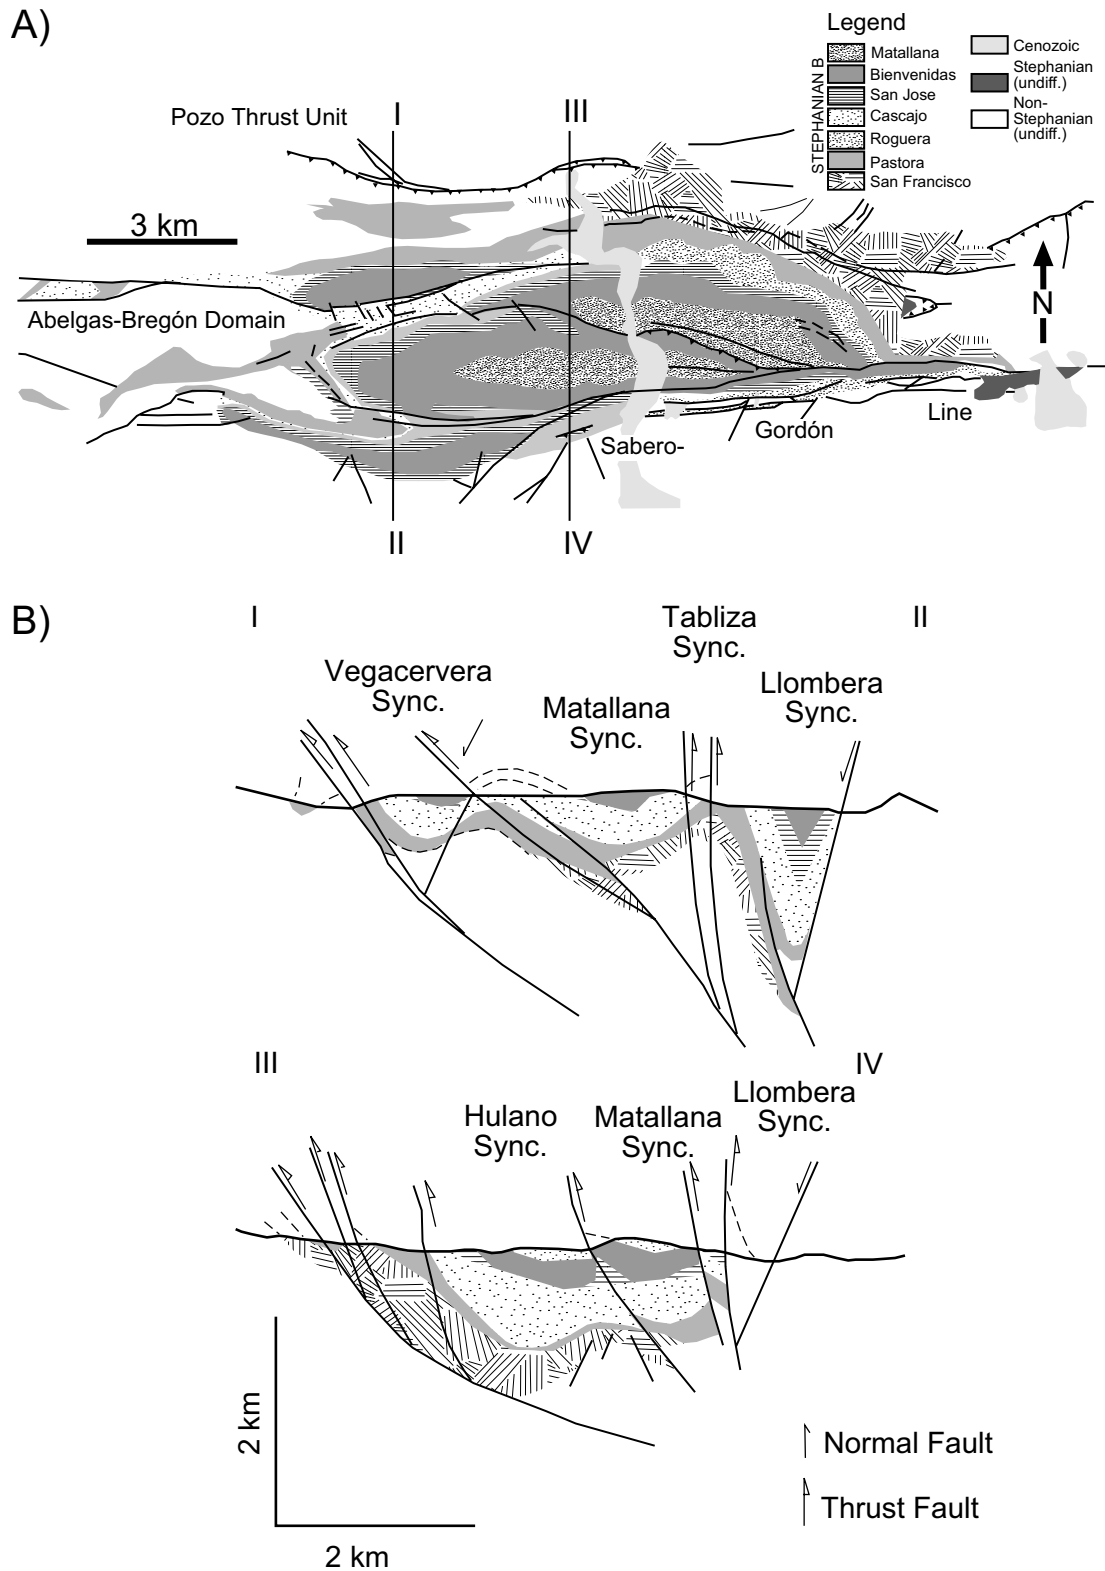 A)
Legend
STEPHANIAN B
Matallana
Bienvenidas
San Jose
Cascajo
Roguera
Pastora
San Francisco
Cenozoic
Stephanian
(undiff.)
Non-
Stephanian
(undiff.)
Pozo Thrust Unit
I
III
3 km
Abelgas-Bregón Domain
N
Line
Gordón
Sabero-
II
IV
B)
I
II
Tabliza
Sync.
Vegacervera
Sync.
Llombera
Sync.
Matallana
Sync.
III
IV
Llombera
Sync.
Hulano
Sync.
Matallana
Sync.
2 km
2 km
Normal Fault
Thrust Fault